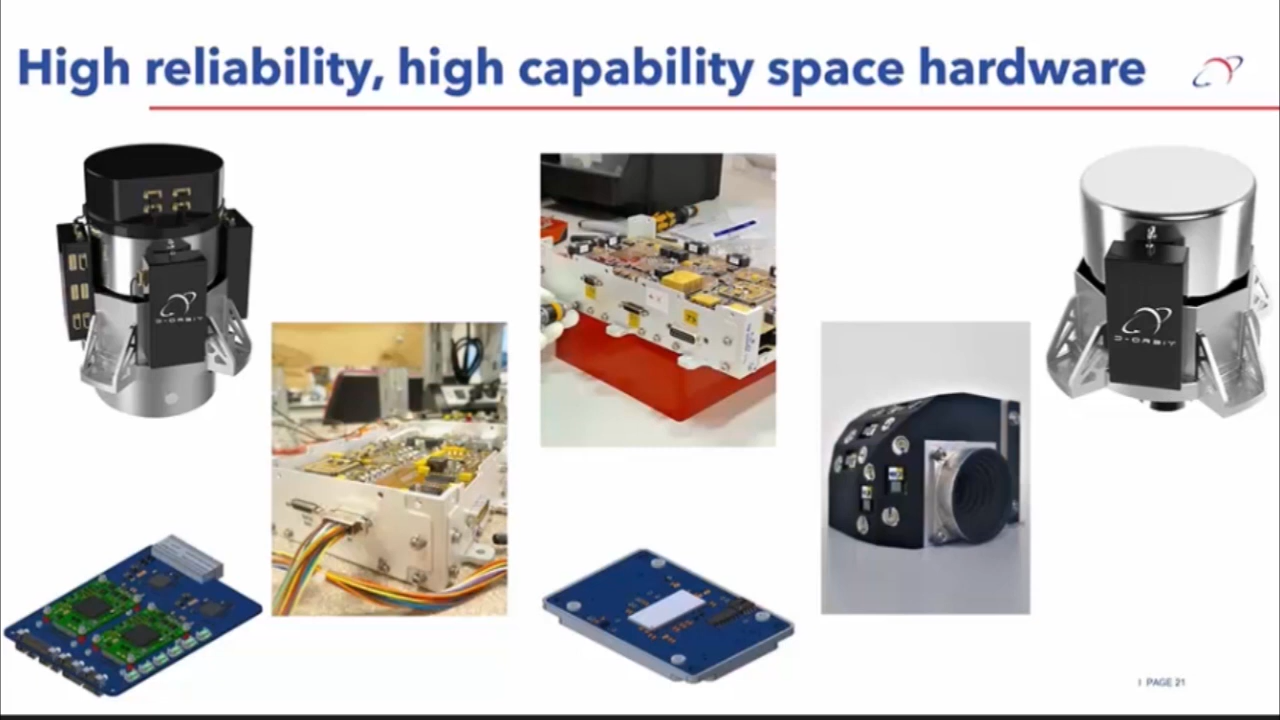 High reliability, high capability space hardware
D-ORBIT
D-ORBIT
I PAGE 21